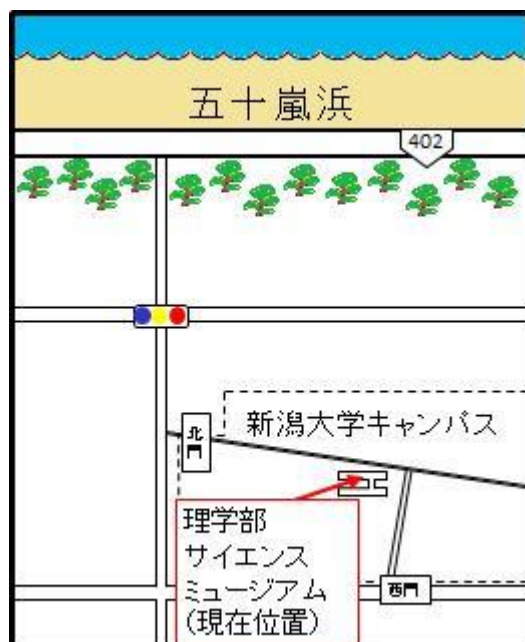 五十嵐浜
402
新潟大学キャンパス
北門
理学部
サイエンス
ミュージアム
(現在位置)
西門